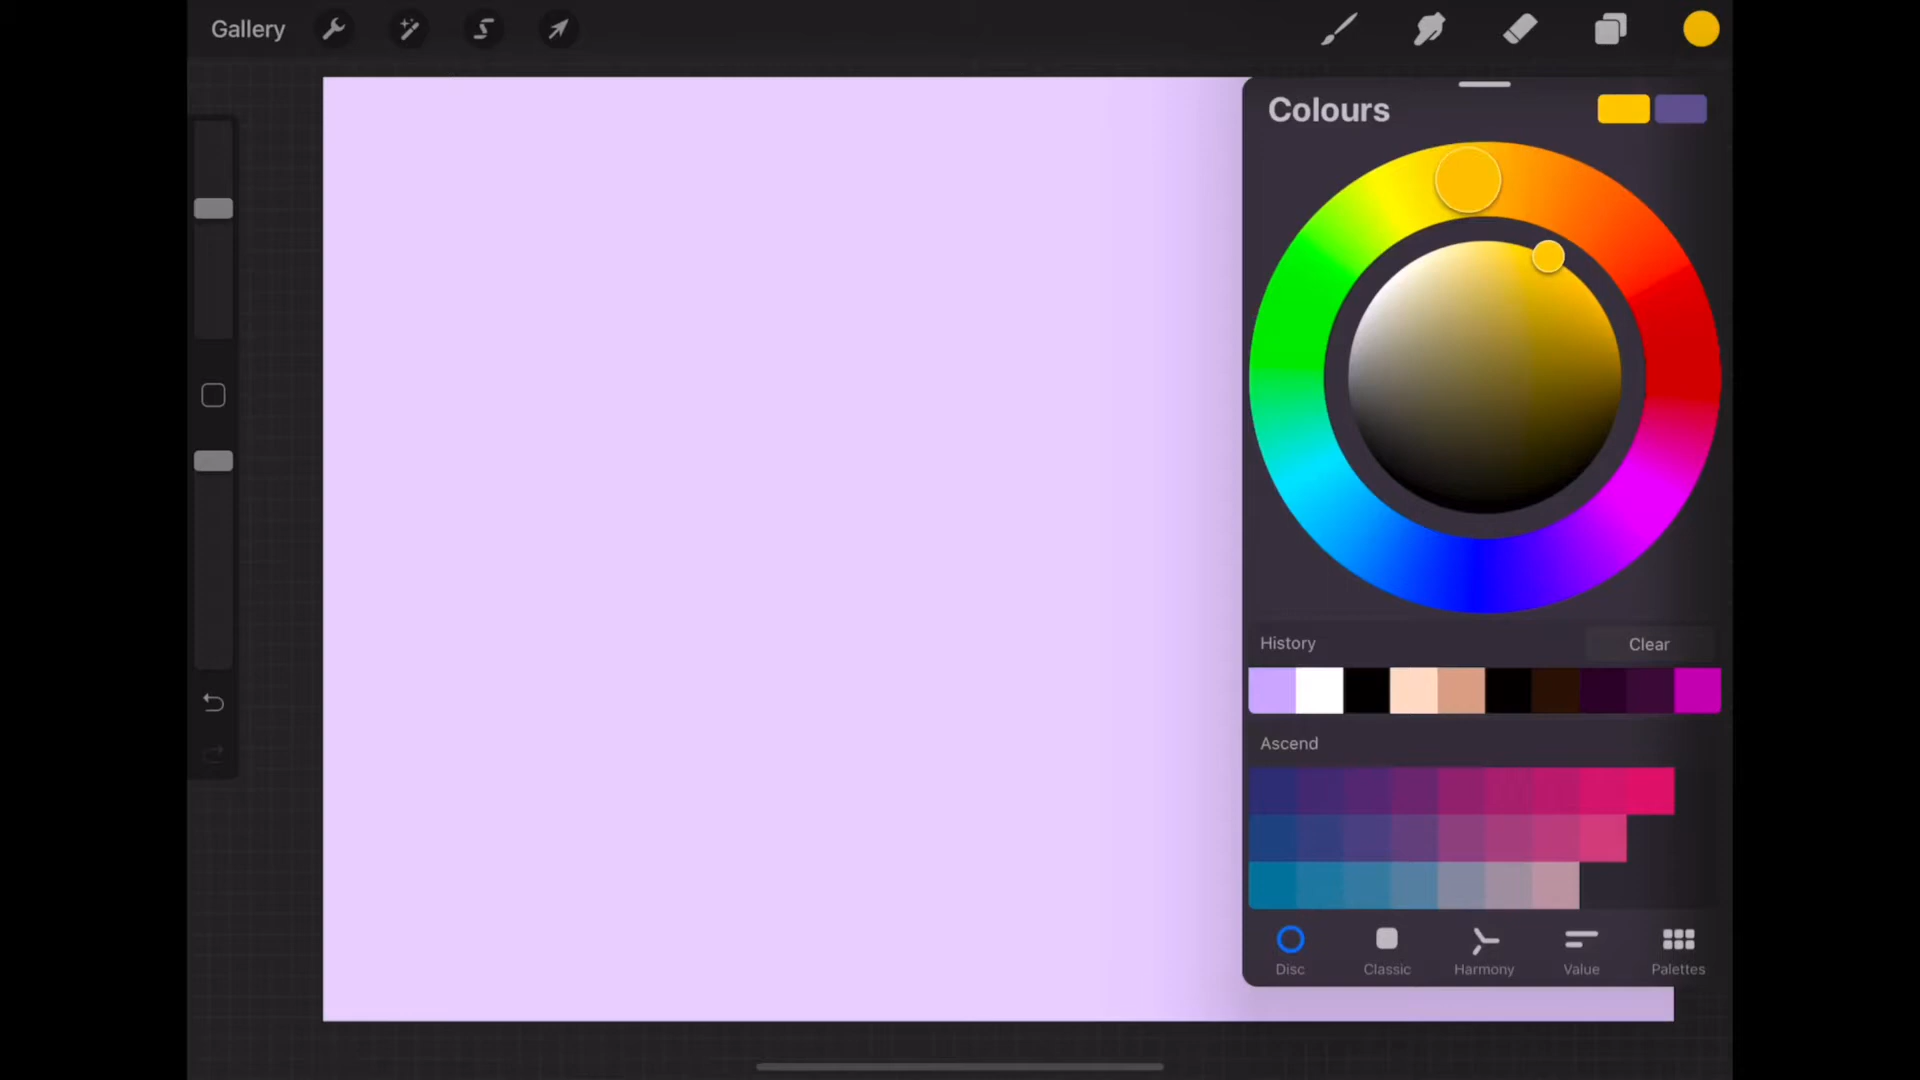 Gallery
Colours
History
Clear
Ascend
Disc
Classic
Harmony
Value
Palettes